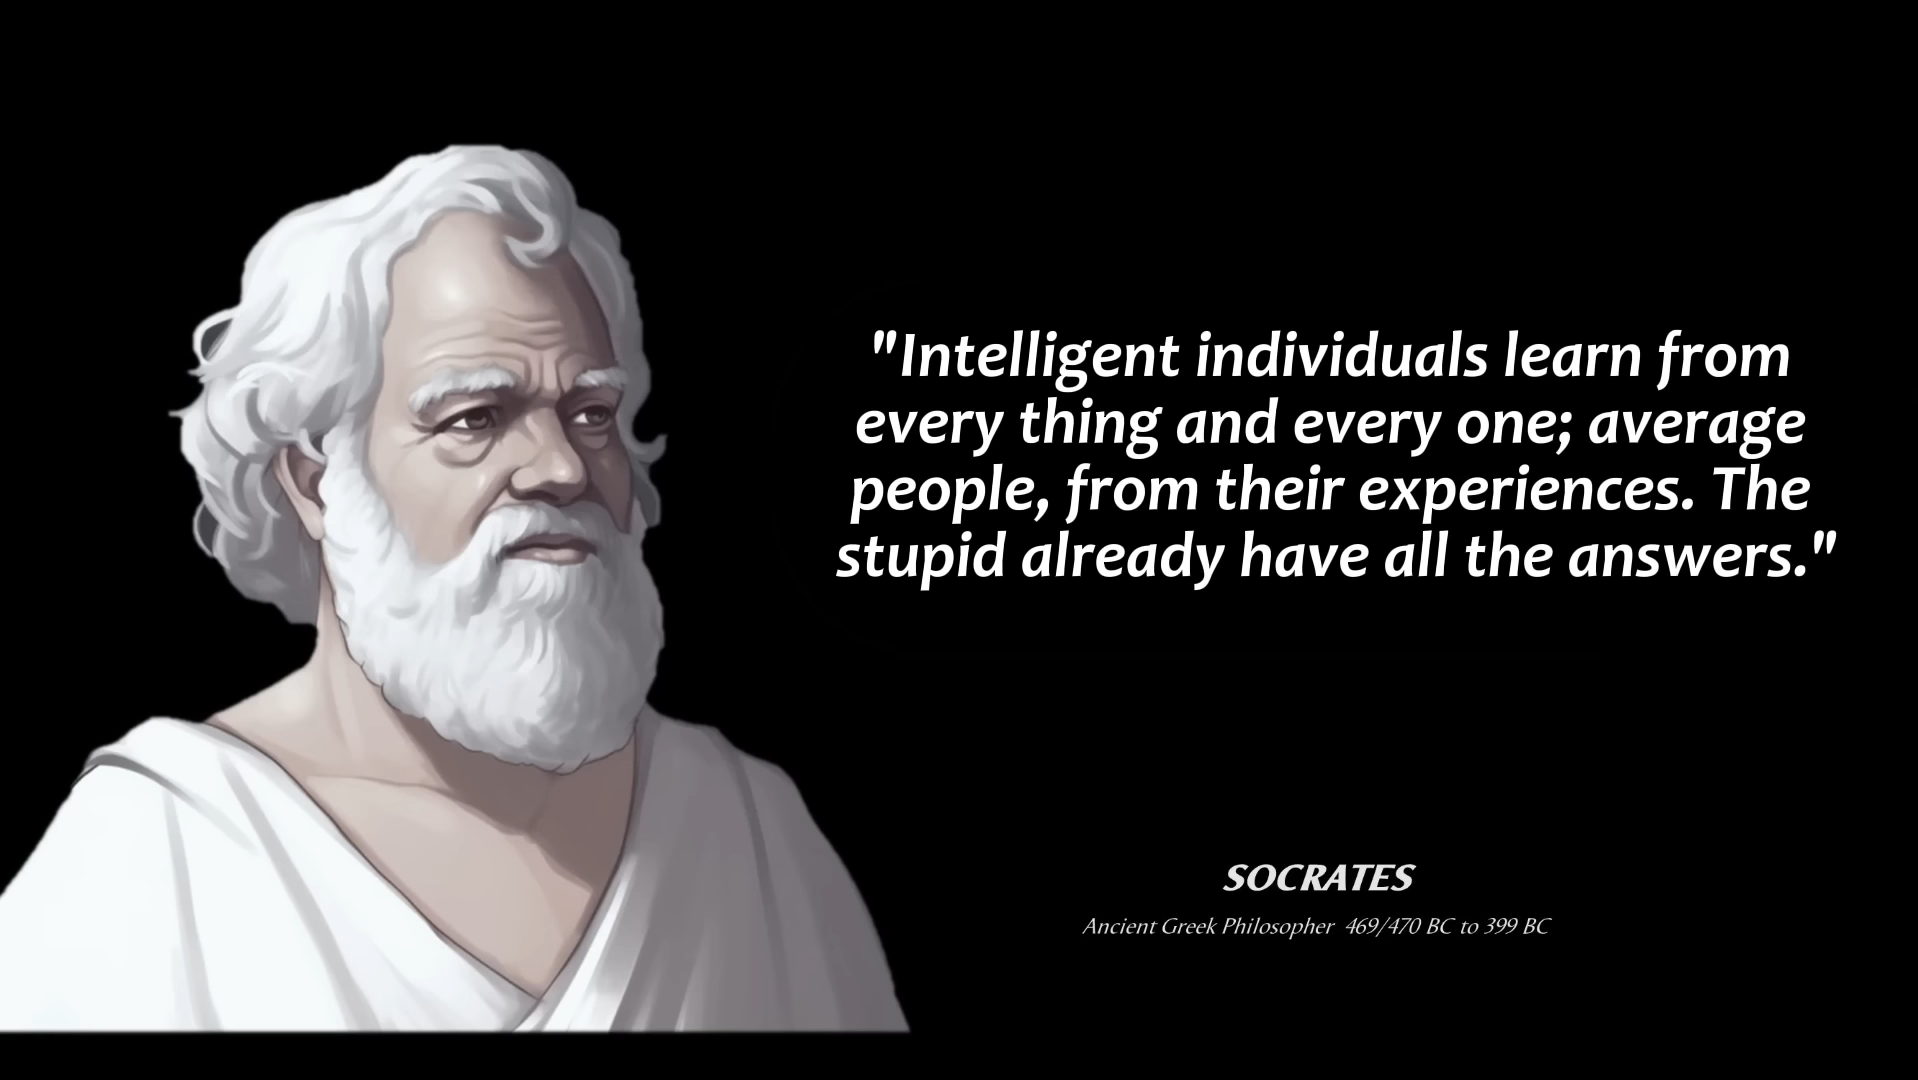 "Intelligent individuals learn from
every thing and every one; average
people, from their experiences. The
stupid already have all the answers."
SOCRATES
Ancient Greek Philosopher 469/470 BC to 399 BC